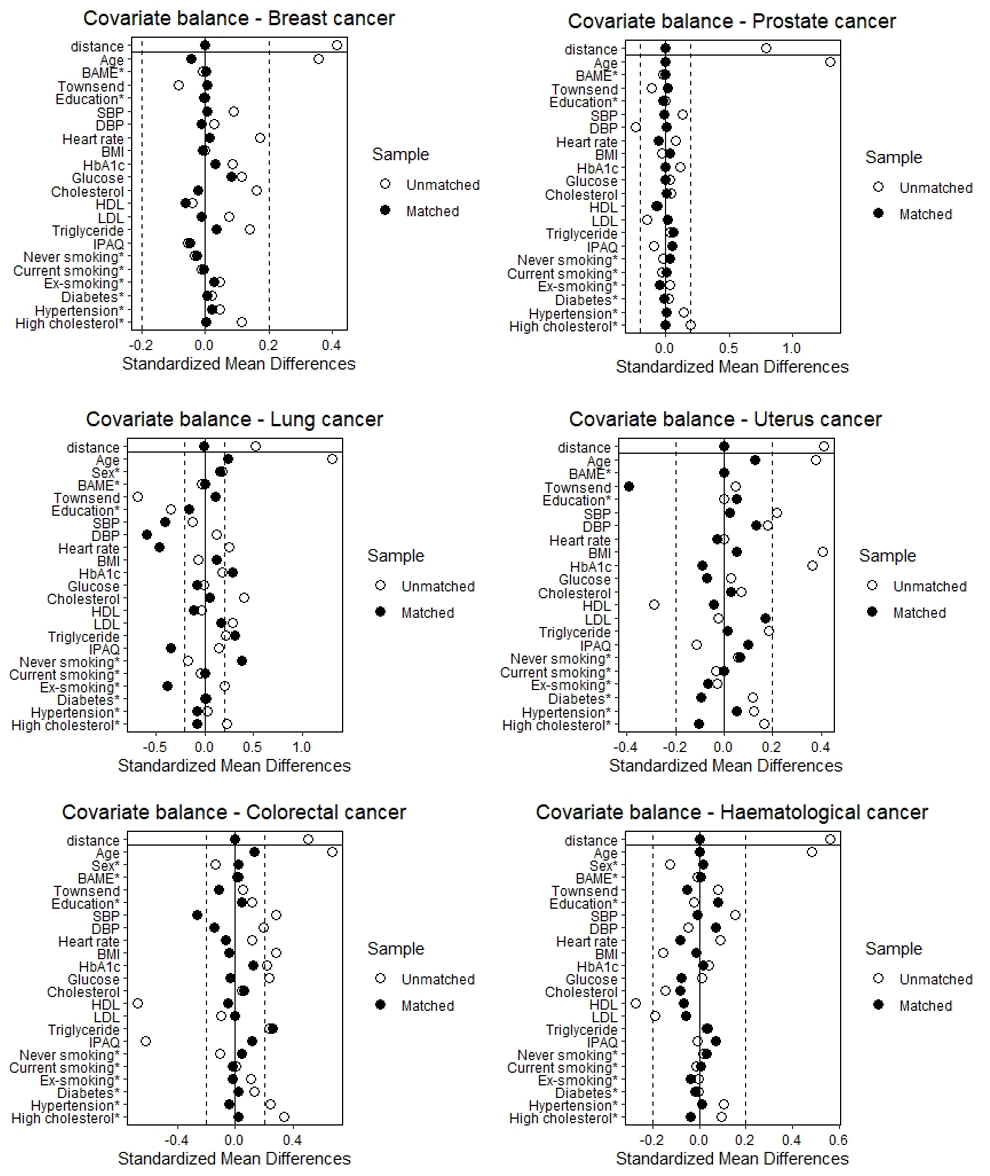 Covariate balance - Breast cancer
distance
Age
BAME*
Townsend
Education*
SBP
DBP
Heart rate
BMI
HbA1c
Glucose
Cholesterol
HDL
LDL
Triglyceride
IPAQ
Never smoking*
Current smoking*
Ex-smoking*
Diabetes*
Hypertension*
High cholesterol*
-0.2 0.0 0.2 0.4
Standardized Mean Differences
Sample
Unmatched
Matched
Covariate balance - Prostate cancer
distance
Age
BAME*
Townsend
Education*
SBP
DBP
Heart rate
BMI
HbA1c
Glucose
Cholesterol
HDL
LDL
Triglyceride
IPAQ
Never smoking*
Current smoking*
Ex-smoking*
Diabetes*
Hypertension*
High cholesterol*
0.0 0.5 1.0
Standardized Mean Differences
Sample
Unmatched
Matched
Covariate balance - Lung cancer
distance
Age
Sex*
BAME*
Townsend
Education*
SBP
DBP
Heart rate
BMI
HbA1c
Glucose
Cholesterol
HDL
LDL
Triglyceride
IPAQ
Never smoking*
Current smoking*
Ex-smoking*
Diabetes*
Hypertension*
High cholesterol*
-0.5 0.0 0.5 1.0
Standardized Mean Differences
Sample
Unmatched
Matched
Covariate balance - Uterus cancer
distance
Age
BAME*
Townsend
Education*
SBP
DBP
Heart rate
BMI
HbA1c
Glucose
Cholesterol
HDL
LDL
Triglyceride
IPAQ
Never smoking*
Current smoking*
Ex-smoking*
Diabetes*
Hypertension*
High cholesterol*
-0.4 -0.2 0.0 0.2 0.4
Standardized Mean Differences
Sample
Unmatched
Matched
Covariate balance - Colorectal cancer
distance
Age
Sex*
BAME*
Townsend
Education*
SBP
DBP
Heart rate
BMI
HbA1c
Glucose
Cholesterol
HDL
LDL
Triglyceride
IPAQ
Never smoking*
Current smoking*
Ex-smoking*
Diabetes*
Hypertension*
High cholesterol*
-0.4 0.0 0.4
Standardized Mean Differences
Sample
Unmatched
Matched
Covariate balance - Haematological cancer
distance
Age
Sex*
BAME*
Townsend
Education*
SBP
DBP
Heart rate
BMI
HbA1c
Glucose
Cholesterol
HDL
LDL
Triglyceride
IPAQ
Never smoking*
Current smoking*
Ex-smoking*
Diabetes*
Hypertension*
High cholesterol*
-0.2 0.0 0.2 0.4 0.6
Standardized Mean Differences
Sample
Unmatched
Matched